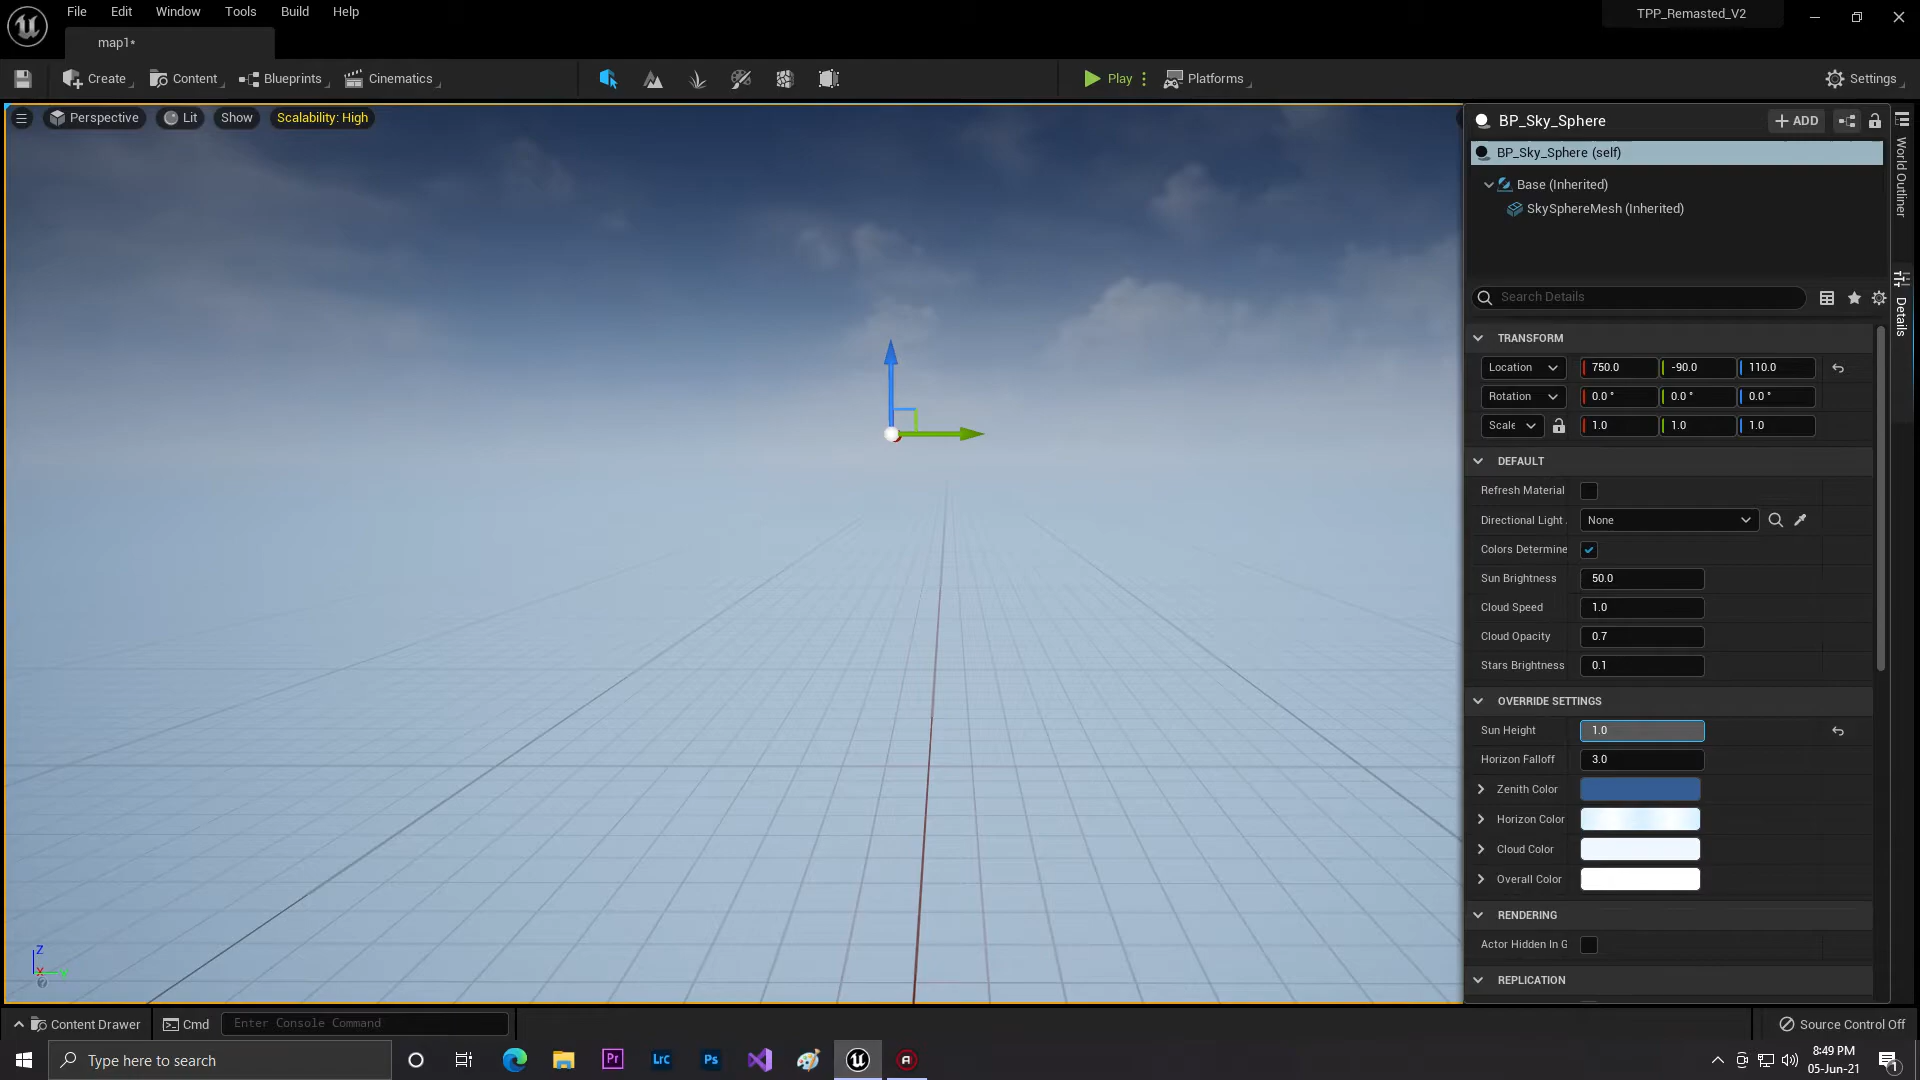 File Edit Window Tools Build Help
TPP_Remasted_V2
map1*
Create Content Blueprints Cinematics Play Platforms Settings
Perspective Lit Show Scalability: High
BP_Sky_Sphere
ADD
BP_Sky_Sphere (self)
Base (Inherited)
SkySphereMesh (Inherited)
World Outliner
Details
Search Details
TRANSFORM
Location 750.0 -90.0 110.0
Rotation 0.0 ° 0.0 ° 0.0 °
Scale 1.0 1.0 1.0
DEFAULT
Refresh Material
Directional Light None
Colors Determine
Sun Brightness 50.0
Cloud Speed 1.0
Cloud Opacity 0.7
Stars Brightness 0.1
OVERRIDE SETTINGS
Sun Height 1.0
Horizon Falloff 3.0
Zenith Color
Horizon Color
Cloud Color
Overall Color
RENDERING
Actor Hidden In G
REPLICATION
Z
X
Content Drawer Cmd Enter Console Command Source Control Off
Type here to search
Pr Lrc Ps
8:49 PM
05-Jun-21
1